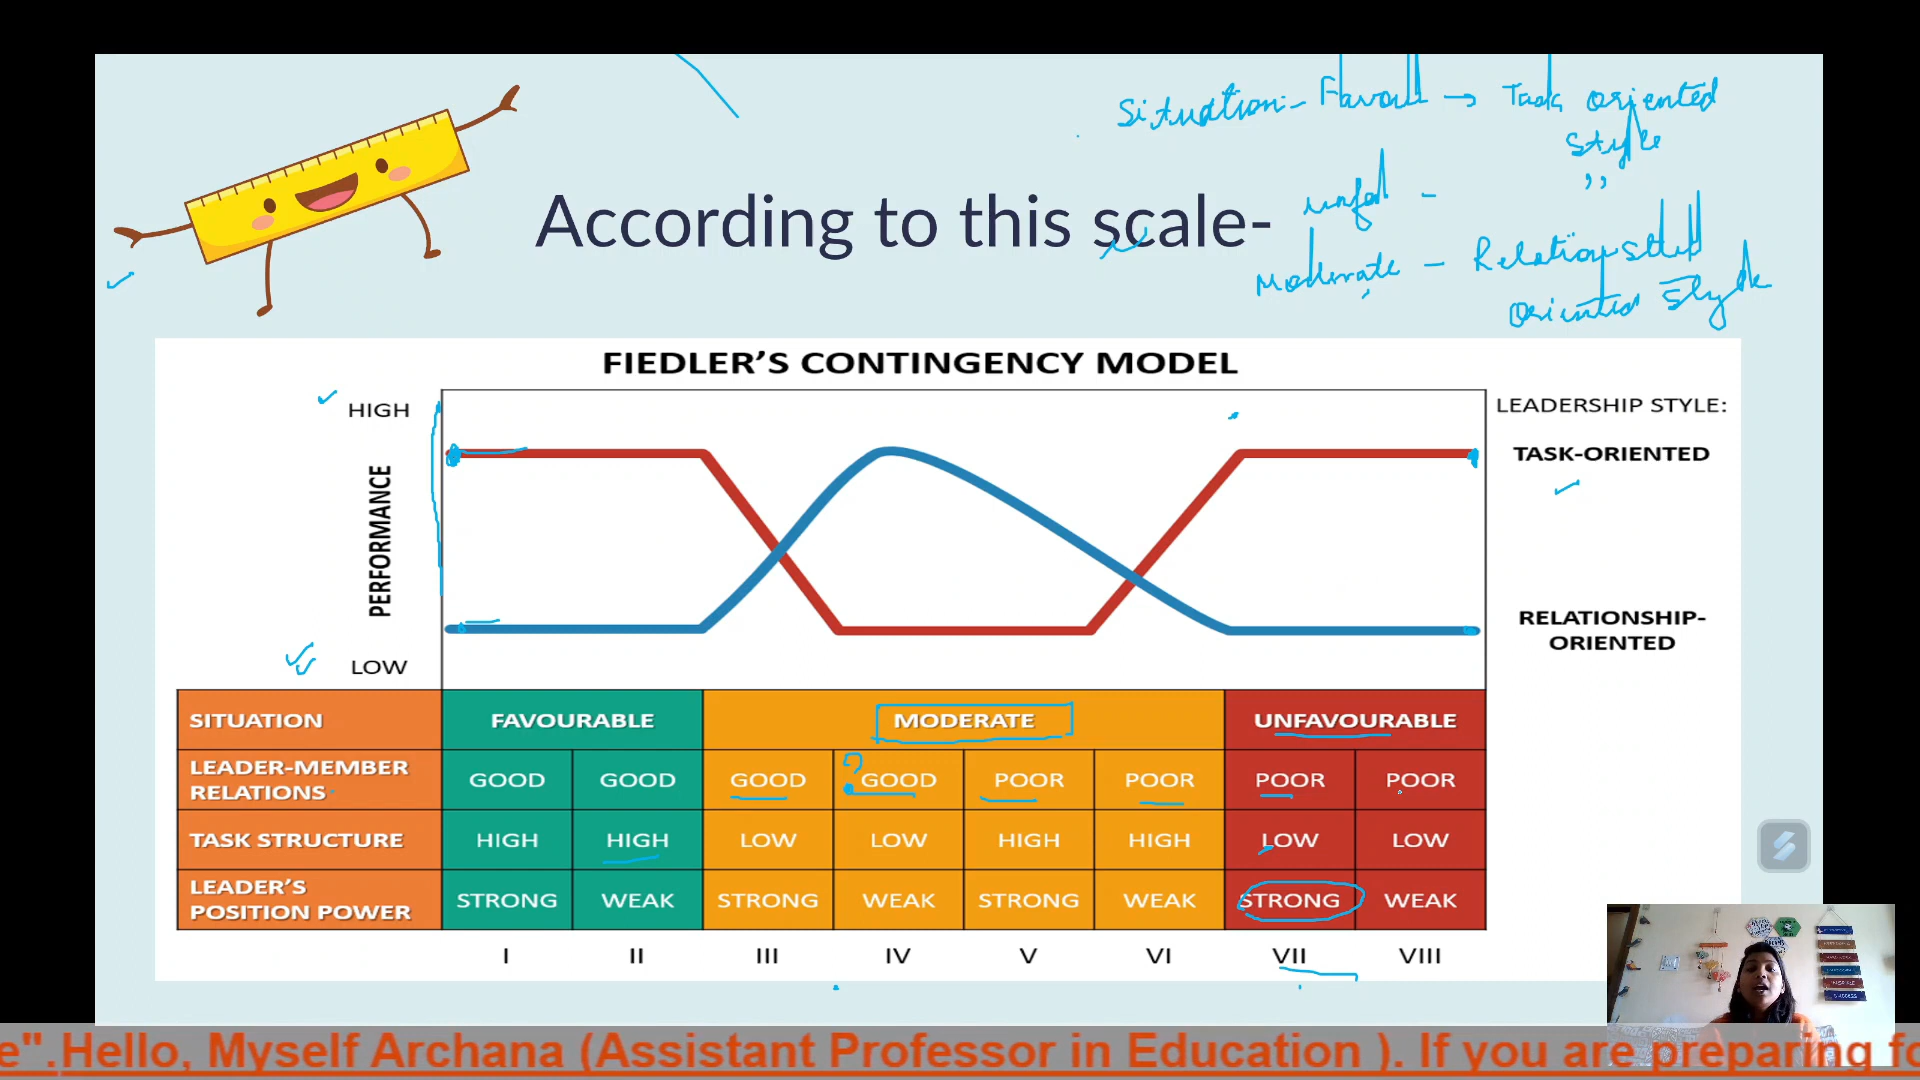 Situation:- Favou → Task oriented
Style
unfa - ,,
According to this scale-
Moderate - Relationship
oriented Style
FIEDLER'S CONTINGENCY MODEL
HIGH
LEADERSHIP STYLE:
PERFORMANCE
TASK-ORIENTED
RELATIONSHIP-
ORIENTED
LOW
SITUATION FAVOURABLE MODERATE UNFAVOURABLE
LEADER-MEMBER
RELATIONS GOOD GOOD GOOD GOOD POOR POOR POOR POOR
TASK STRUCTURE HIGH HIGH LOW LOW HIGH HIGH LOW LOW
LEADER'S
POSITION POWER STRONG WEAK STRONG WEAK STRONG WEAK STRONG WEAK
I II III IV V VI VII VIII
e".Hello, Myself Archana (Assistant Professor in Education ). If you are preparing fo